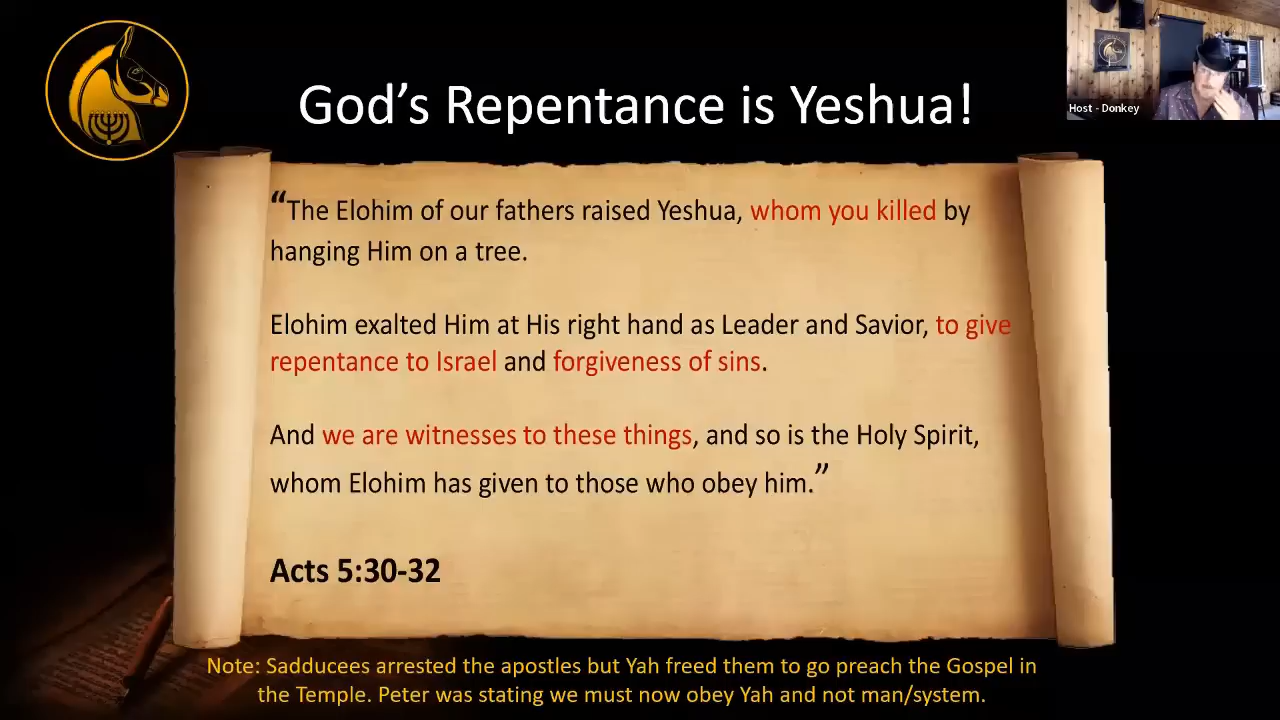 God’s Repentance is Yeshua!
Host - Donkey
“The Elohim of our fathers raised Yeshua, whom you killed by
hanging Him on a tree.
Elohim exalted Him at His right hand as Leader and Savior, to give
repentance to Israel and forgiveness of sins.
And we are witnesses to these things, and so is the Holy Spirit,
whom Elohim has given to those who obey him.”
Acts 5:30-32
Note: Sadducees arrested the apostles but Yah freed them to go preach the Gospel in
the Temple. Peter was stating we must now obey Yah and not man/system.